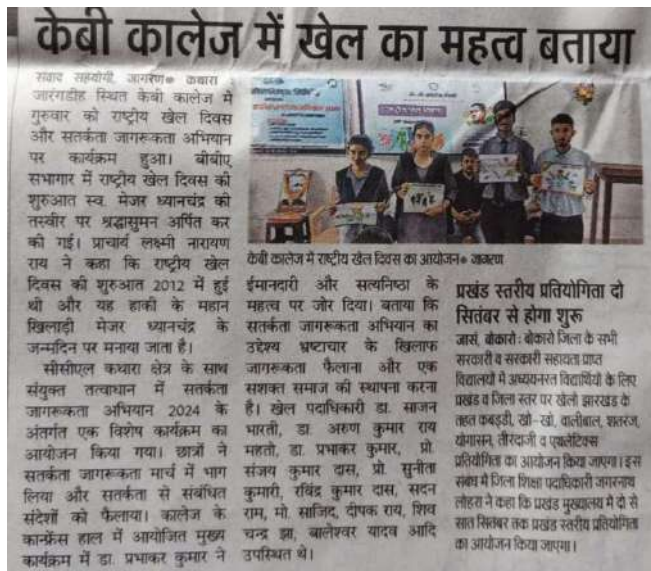 केबी कालेज में खेल का महत्व बताया
संवाद सहयोगी, जागरण● कथारा :
जारंगडीह स्थित केबी कालेज में
गुरुवार को राष्ट्रीय खेल दिवस
और सतर्कता जागरूकता अभियान
पर कार्यक्रम हुआ। बीबीए
सभागार में राष्ट्रीय खेल दिवस की
शुरुआत स्व. मेजर ध्यानचंद्र की
तस्वीर पर श्रद्धासुमन अर्पित कर
की गई। प्राचार्य लक्ष्मी नारायण
राय ने कहा कि राष्ट्रीय खेल
दिवस की शुरुआत 2012 में हुई
थी और यह हाकी के महान
खिलाड़ी मेजर ध्यानचंद्र के
जन्मदिन पर मनाया जाता है।
सीसीएल कथारा क्षेत्र के साथ
संयुक्त तत्वाधान में सतर्कता
जागरूकता अभियान 2024 के
अंतर्गत एक विशेष कार्यक्रम का
आयोजन किया गया। छात्रों ने
सतर्कता जागरूकता मार्च में भाग
लिया और सतर्कता से संबंधित
संदेशों को फैलाया। कालेज के
कान्फ्रेंस हाल में आयोजित मुख्य
कार्यक्रम में डा. प्रभाकर कुमार ने
केबी कालेज में राष्ट्रीय खेल दिवस का आयोजन● जागरण
ईमानदारी और सत्यनिष्ठा के
महत्व पर जोर दिया। बताया कि
सतर्कता जागरूकता अभियान का
उद्देश्य भ्रष्टाचार के खिलाफ
जागरूकता फैलाना और एक
सशक्त समाज की स्थापना करना
है। खेल पदाधिकारी डा. साजन
भारती, डा. अरुण कुमार राय
महतो, डा. प्रभाकर कुमार, प्रो.
संजय कुमार दास, प्रो. सुनीता
कुमारी, रविंद्र कुमार दास, सदन
राम, मो. साजिद, दीपक राय, शिव
चन्द्र झा, बालेश्वर यादव आदि
उपस्थित थे।
प्रखंड स्तरीय प्रतियोगिता दो
सितंबर से होगा शुरू
जासं, बोकारो : बोकारो जिला के सभी
सरकारी व सरकारी सहायता प्राप्त
विद्यालयों में अध्ययनरत विद्यार्थियों के लिए
प्रखंड व जिला स्तर पर खेलो झारखंड के
तहत कबड्डी, खो-खो, वालीबाल, शतरंज,
योगासन, तीरंदाजी व एथलेटिक्स
प्रतियोगिता का आयोजन किया जाएगा। इस
संबंध में जिला शिक्षा पदाधिकारी जगरनाथ
लोहरा ने कहा कि प्रखंड मुख्यालय में दो से
सात सितंबर तक प्रखंड स्तरीय प्रतियोगिता
का आयोजन किया जाएगा।